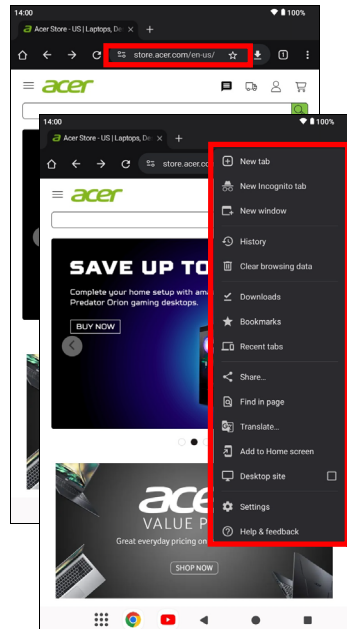 14:00
100%
Acer Store - US | Laptops, De
store.acer.com/en-us/
1
acer
14:00
100%
Acer Store - US | Laptops, De
store.acer.co
acer
SAVE UP TO
Complete your home setup with ama
Predator Orion gaming desktops.
BUY NOW
acer
VALUE P
Great everyday pricing on
SHOP NOW
New tab
New Incognito tab
New window
History
Clear browsing data
Downloads
Bookmarks
Recent tabs
Share...
Find in page
Translate...
Add to Home screen
Desktop site
Settings
Help & feedback